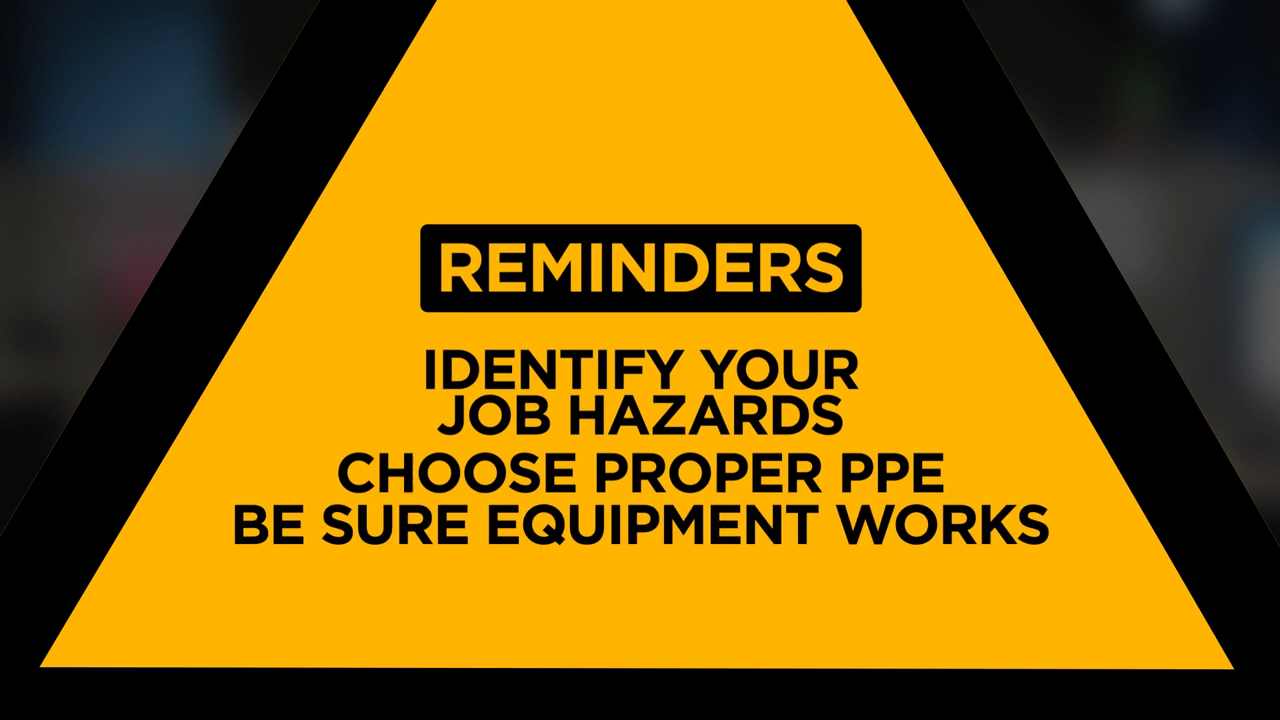 REMINDERS
IDENTIFY YOUR
JOB HAZARDS
CHOOSE PROPER PPE
BE SURE EQUIPMENT WORKS